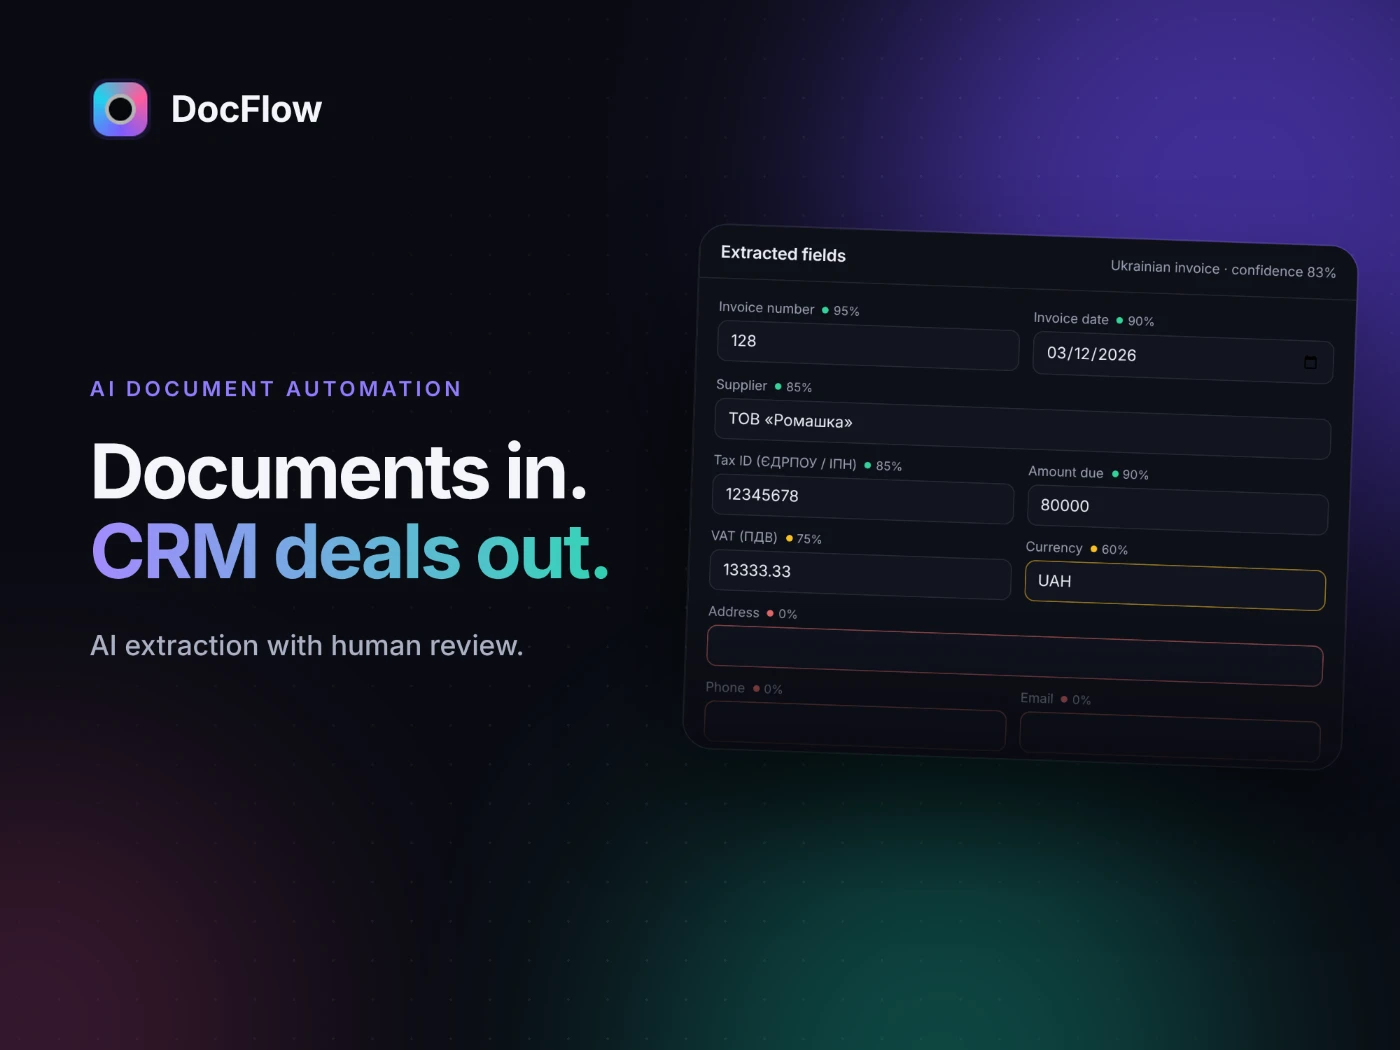 DocFlow
AI DOCUMENT AUTOMATION
Documents in.
CRM deals out.
AI extraction with human review.
Extracted fields
Ukrainian invoice · confidence 83%
Invoice number 95%
Invoice date 90%
128
03/12/2026
Supplier 85%
ТОВ «Ромашка»
Tax ID (ЄДРПОУ / ІПН) 85%
Amount due 90%
12345678
80000
VAT (ПДВ) 75%
Currency 60%
13333.33
UAH
Address 0%
Phone 0%
Email 0%